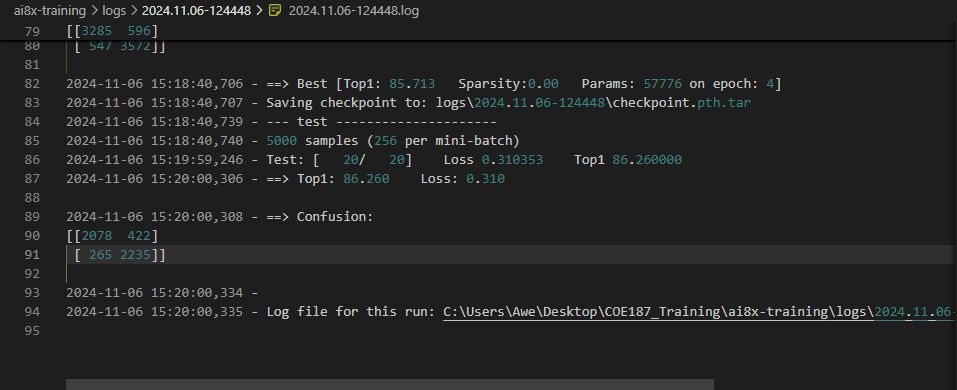 ai8x-training > logs > 2024.11.06-124448 > 2024.11.06-124448.log
79 [[3285 596]
80 [ 547 3572]]
81
82 2024-11-06 15:18:40,706 - ==> Best [Top1: 85.713 Sparsity:0.00 Params: 57776 on epoch: 4]
83 2024-11-06 15:18:40,707 - Saving checkpoint to: logs\2024.11.06-124448\checkpoint.pth.tar
84 2024-11-06 15:18:40,739 - --- test ---------------------
85 2024-11-06 15:18:40,740 - 5000 samples (256 per mini-batch)
86 2024-11-06 15:19:59,246 - Test: [ 20/ 20] Loss 0.310353 Top1 86.260000
87 2024-11-06 15:20:00,306 - ==> Top1: 86.260 Loss: 0.310
88
89 2024-11-06 15:20:00,308 - ==> Confusion:
90 [[2078 422]
91 [ 265 2235]]
92
93 2024-11-06 15:20:00,334 -
94 2024-11-06 15:20:00,335 - Log file for this run: C:\Users\Awe\Desktop\COE187_Training\ai8x-training\logs\2024.11.06-
95